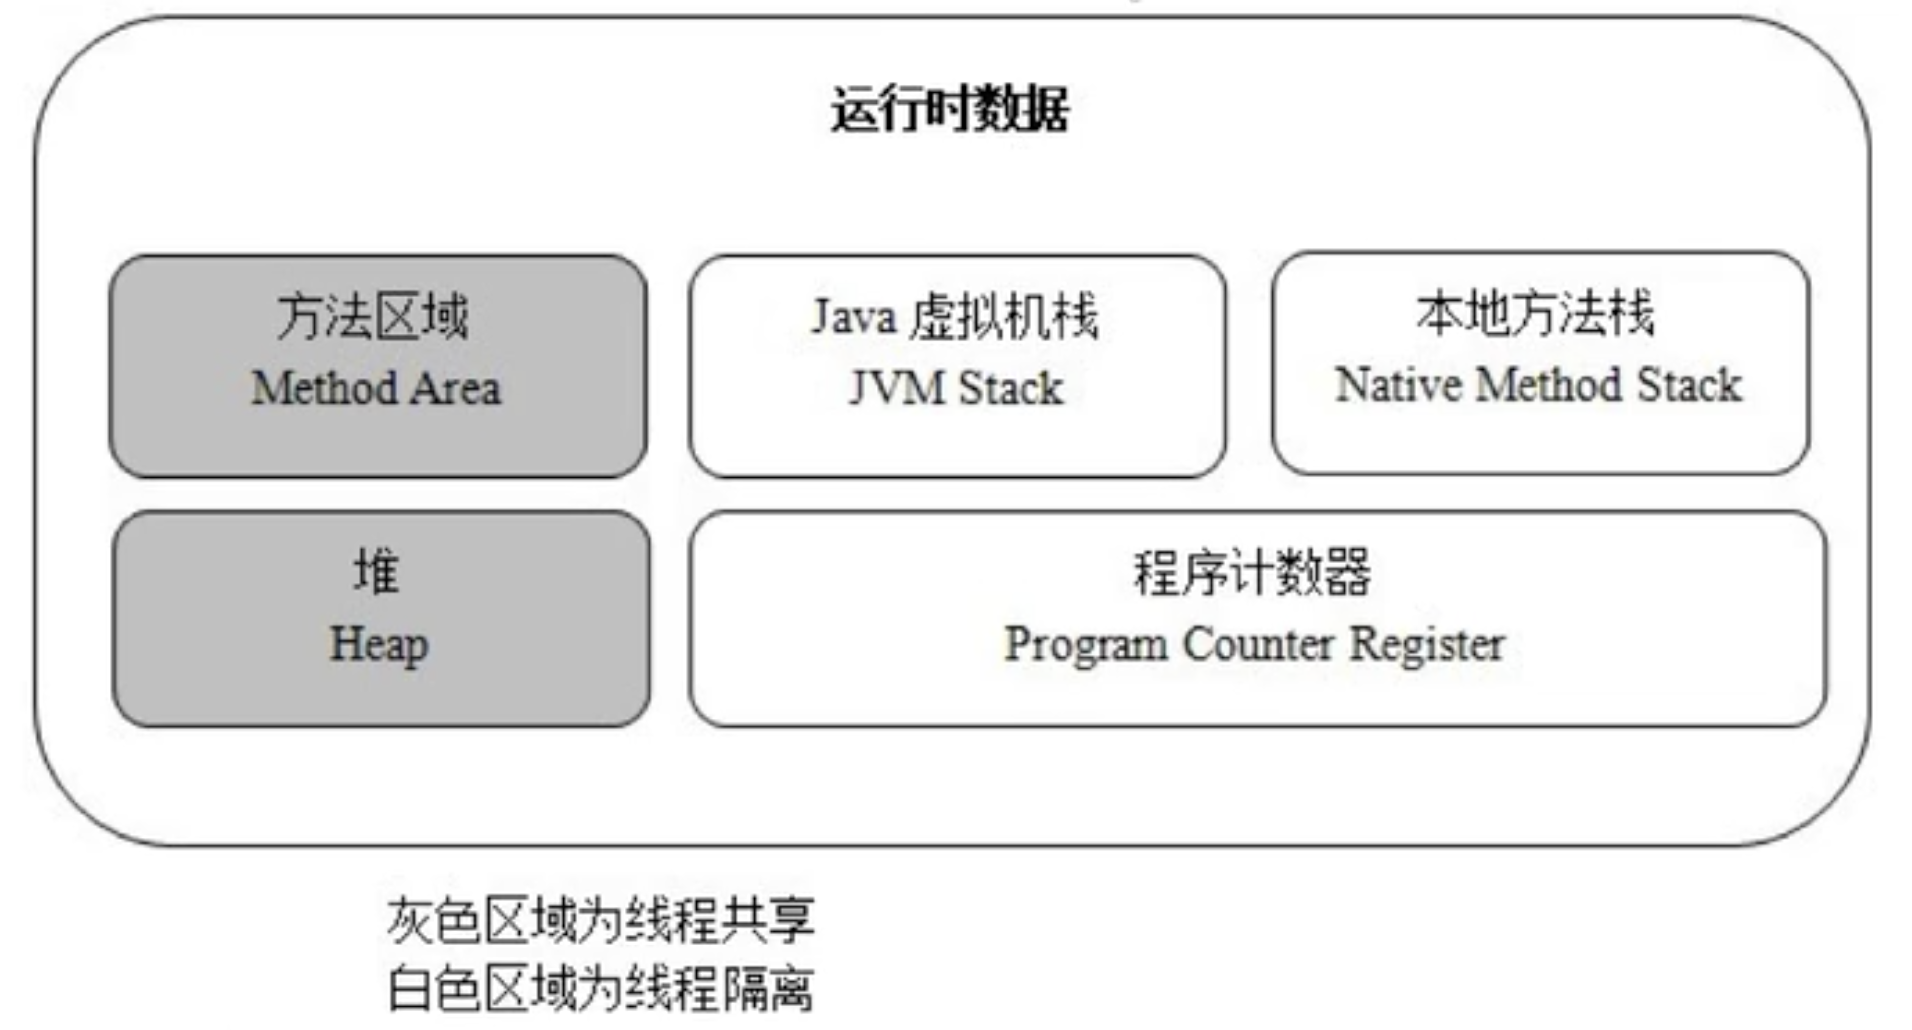 运行时数据
方法区域
Method Area
Java 虚拟机栈
JVM Stack
本地方法栈
Native Method Stack
堆
Heap
程序计数器
Program Counter Register
灰色区域为线程共享
白色区域为线程隔离